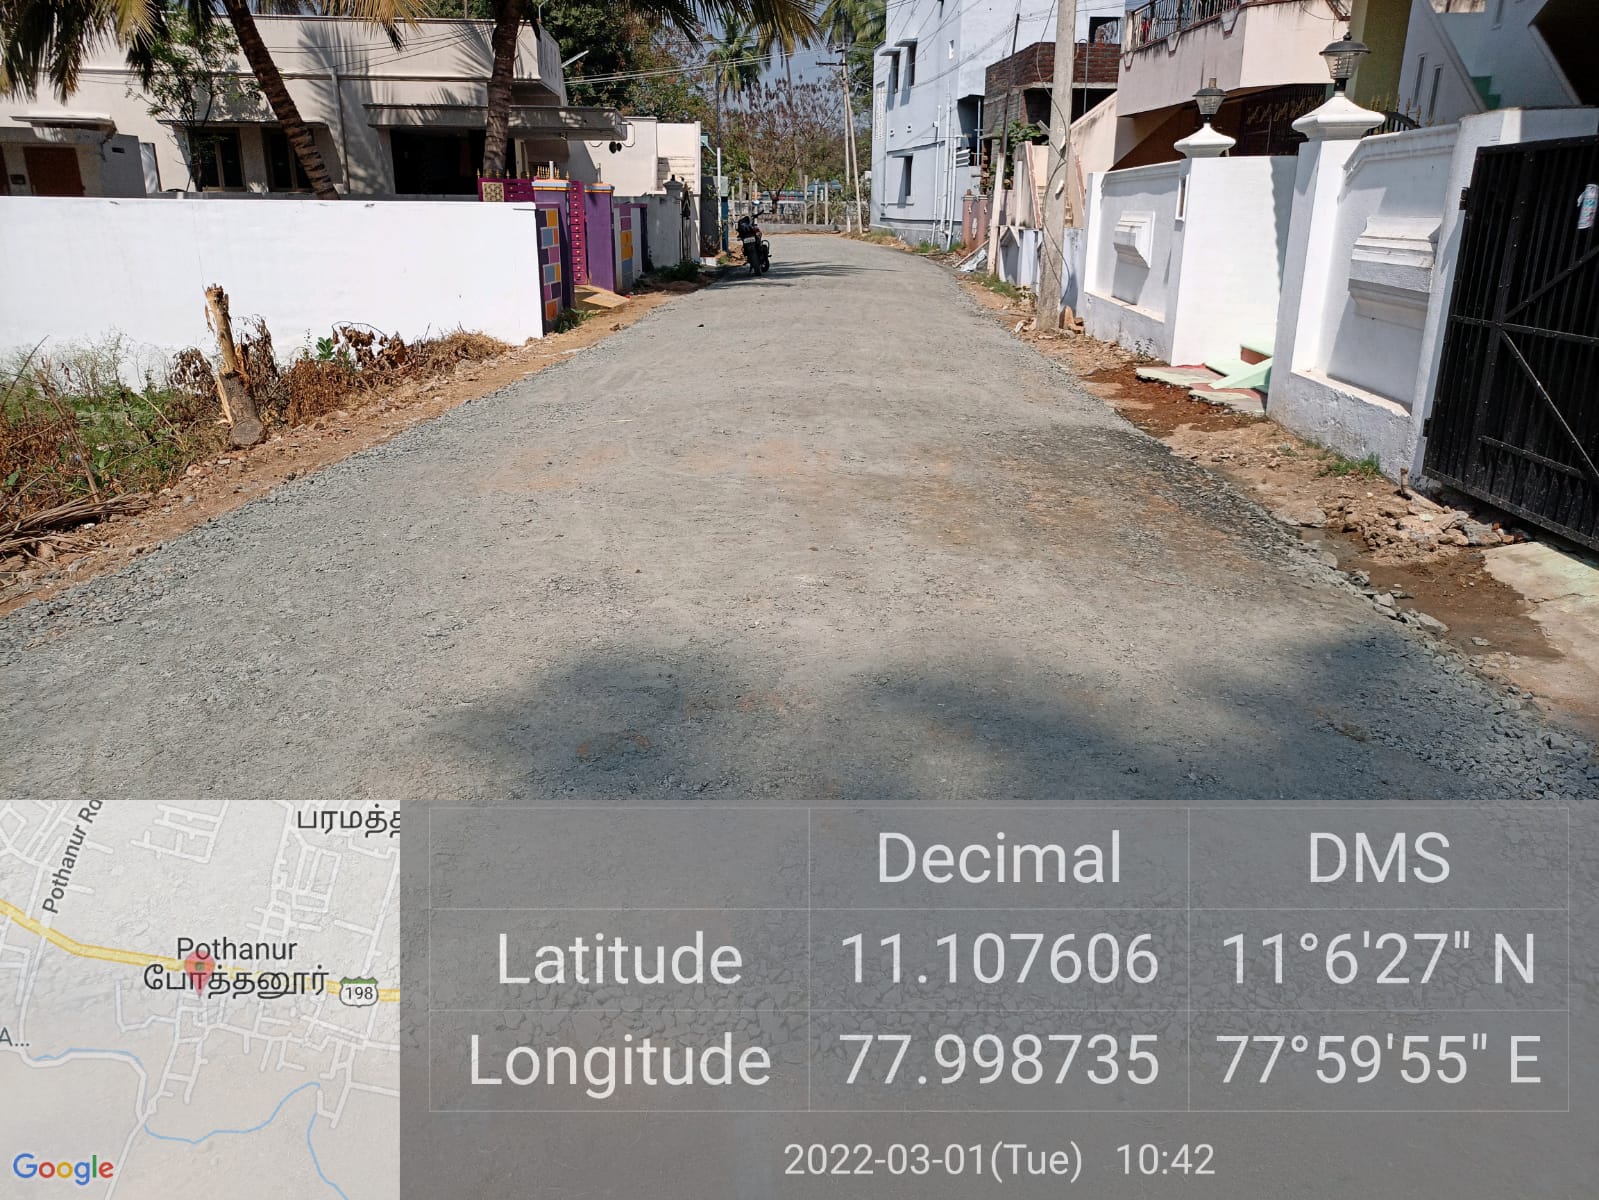 Pothanur Rd
பரமத்த
Pothanur
போத்தனூர்
198
A...
Google
Decimal DMS
Latitude 11.107606 11°6'27" N
Longitude 77.998735 77°59'55" E
2022-03-01(Tue) 10:42